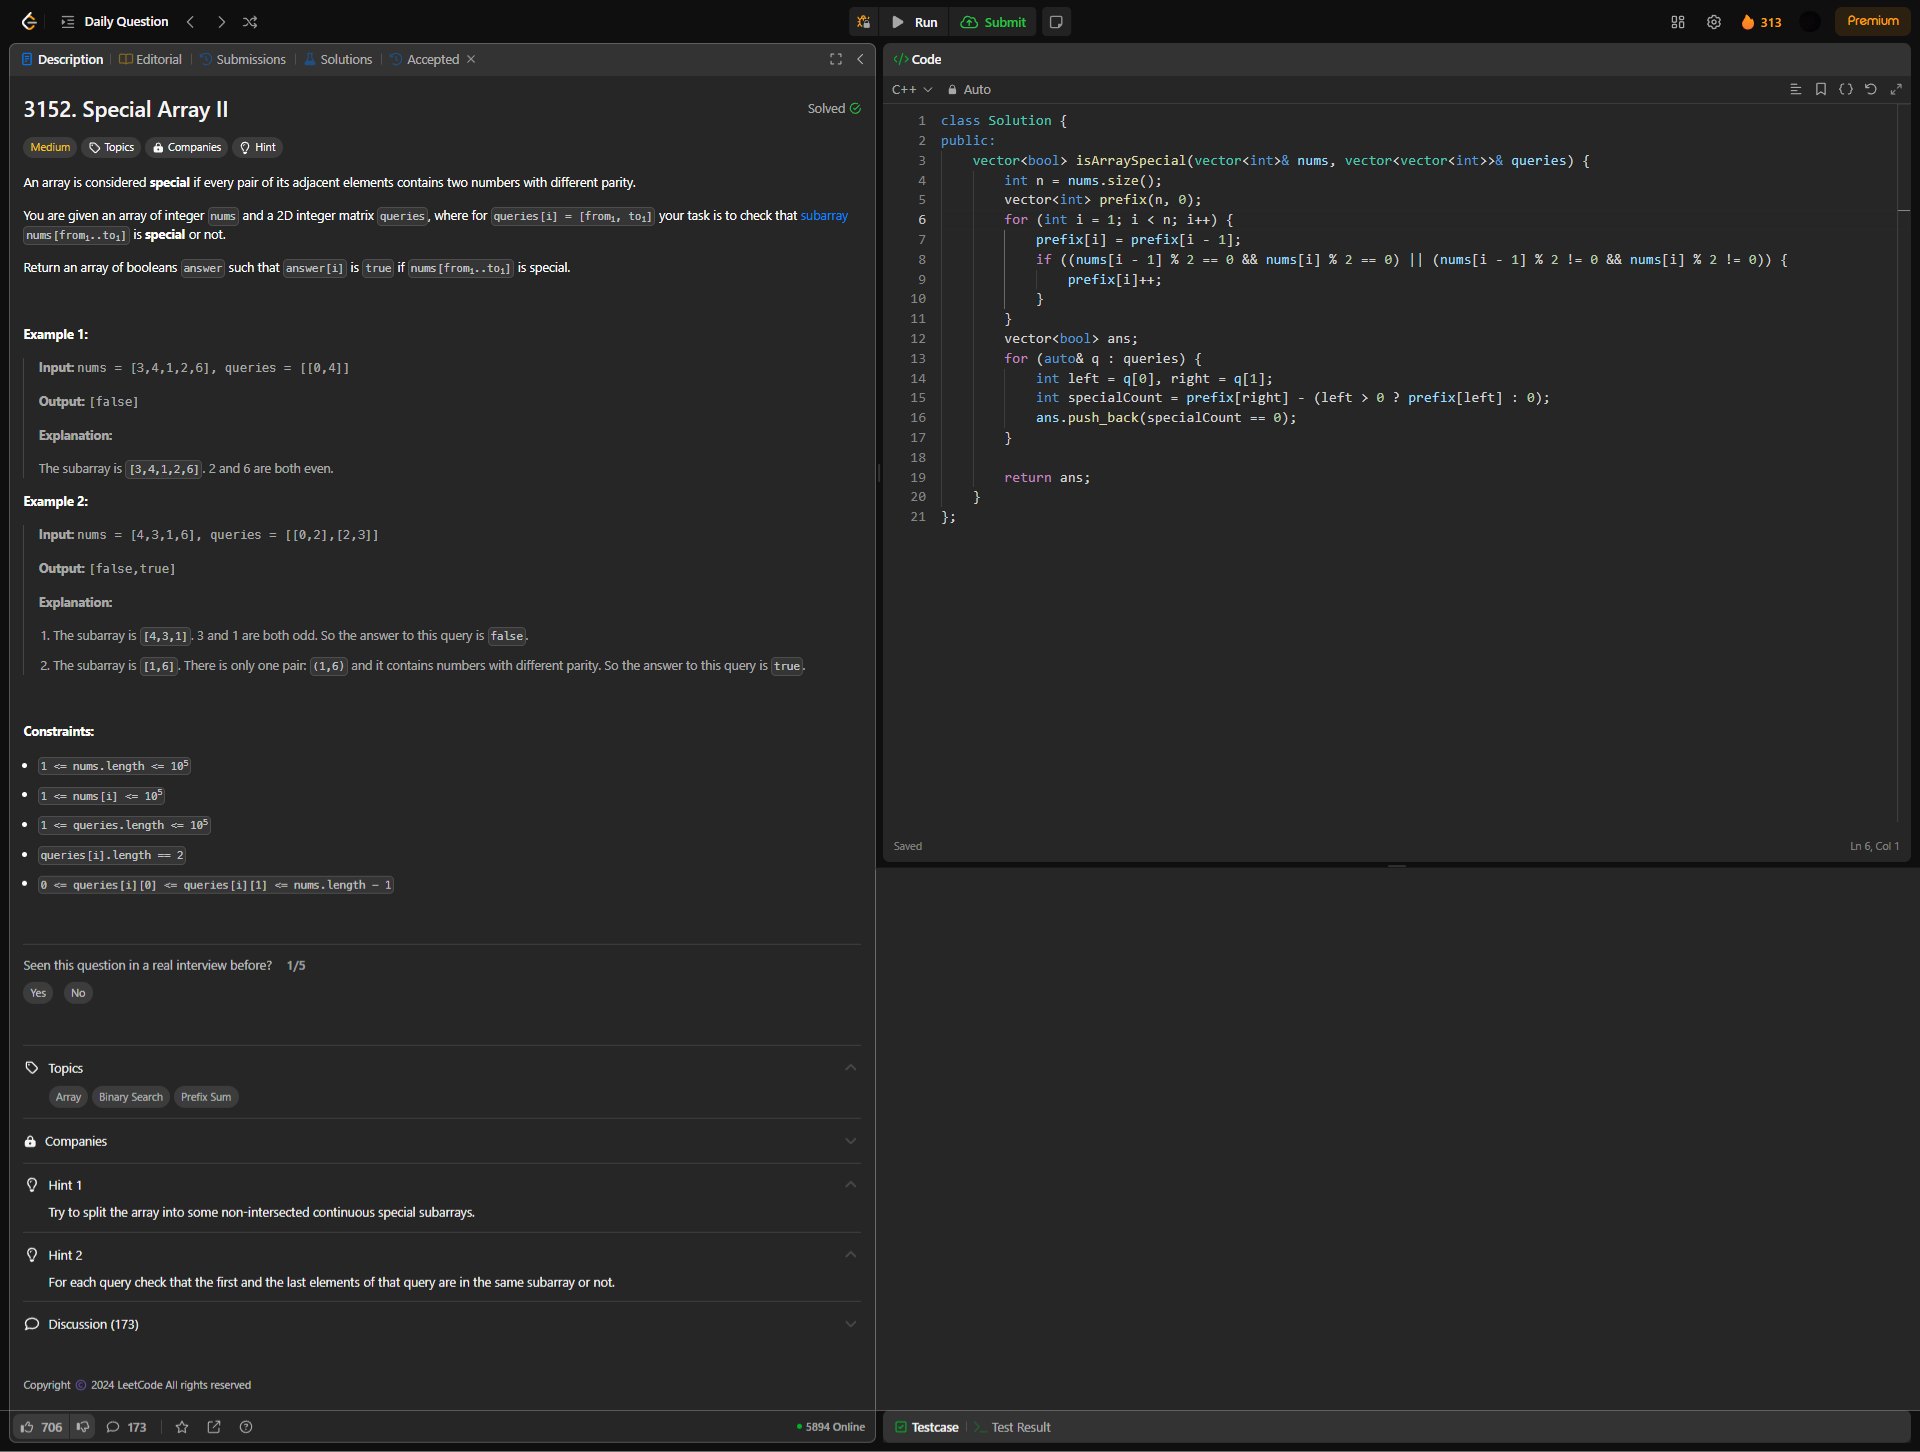 Daily Question
Run
Submit
313
Premium
Description
Editorial
Submissions
Solutions
Accepted
3152. Special Array II
Solved
Medium
Topics
Companies
Hint
An array is considered special if every pair of its adjacent elements contains two numbers with different parity.
You are given an array of integer nums and a 2D integer matrix queries, where for queries[i] = [fromᵢ, toᵢ] your task is to check that subarray
nums[fromᵢ..toᵢ] is special or not.
Return an array of booleans answer such that answer[i] is true if nums[fromᵢ..toᵢ] is special.
Example 1:
Input: nums = [3,4,1,2,6], queries = [[0,4]]
Output: [false]
Explanation:
The subarray is [3,4,1,2,6]. 2 and 6 are both even.
Example 2:
Input: nums = [4,3,1,6], queries = [[0,2],[2,3]]
Output: [false,true]
Explanation:
1. The subarray is [4,3,1]. 3 and 1 are both odd. So the answer to this query is false.
2. The subarray is [1,6]. There is only one pair: (1,6) and it contains numbers with different parity. So the answer to this query is true.
Constraints:
1 <= nums.length <= 10⁵
1 <= nums[i] <= 10⁵
1 <= queries.length <= 10⁵
queries[i].length == 2
0 <= queries[i][0] <= queries[i][1] <= nums.length - 1
Seen this question in a real interview before? 1/5
Yes
No
Topics
Array
Binary Search
Prefix Sum
Companies
Hint 1
Try to split the array into some non-intersected continuous special subarrays.
Hint 2
For each query check that the first and the last elements of that query are in the same subarray or not.
Discussion (173)
Copyright © 2024 LeetCode All rights reserved
706
173
5894 Online
</> Code
C++
Auto
1 class Solution {
2 public:
3 vector<bool> isArraySpecial(vector<int>& nums, vector<vector<int>>& queries) {
4 int n = nums.size();
5 vector<int> prefix(n, 0);
6 for (int i = 1; i < n; i++) {
7 prefix[i] = prefix[i - 1];
8 if ((nums[i - 1] % 2 == 0 && nums[i] % 2 == 0) || (nums[i - 1] % 2 != 0 && nums[i] % 2 != 0)) {
9 prefix[i]++;
10 }
11 }
12 vector<bool> ans;
13 for (auto& q : queries) {
14 int left = q[0], right = q[1];
15 int specialCount = prefix[right] - (left > 0 ? prefix[left] : 0);
16 ans.push_back(specialCount == 0);
17 }
18
19 return ans;
20 }
21 };
Saved
Ln 6, Col 1
Testcase
Test Result